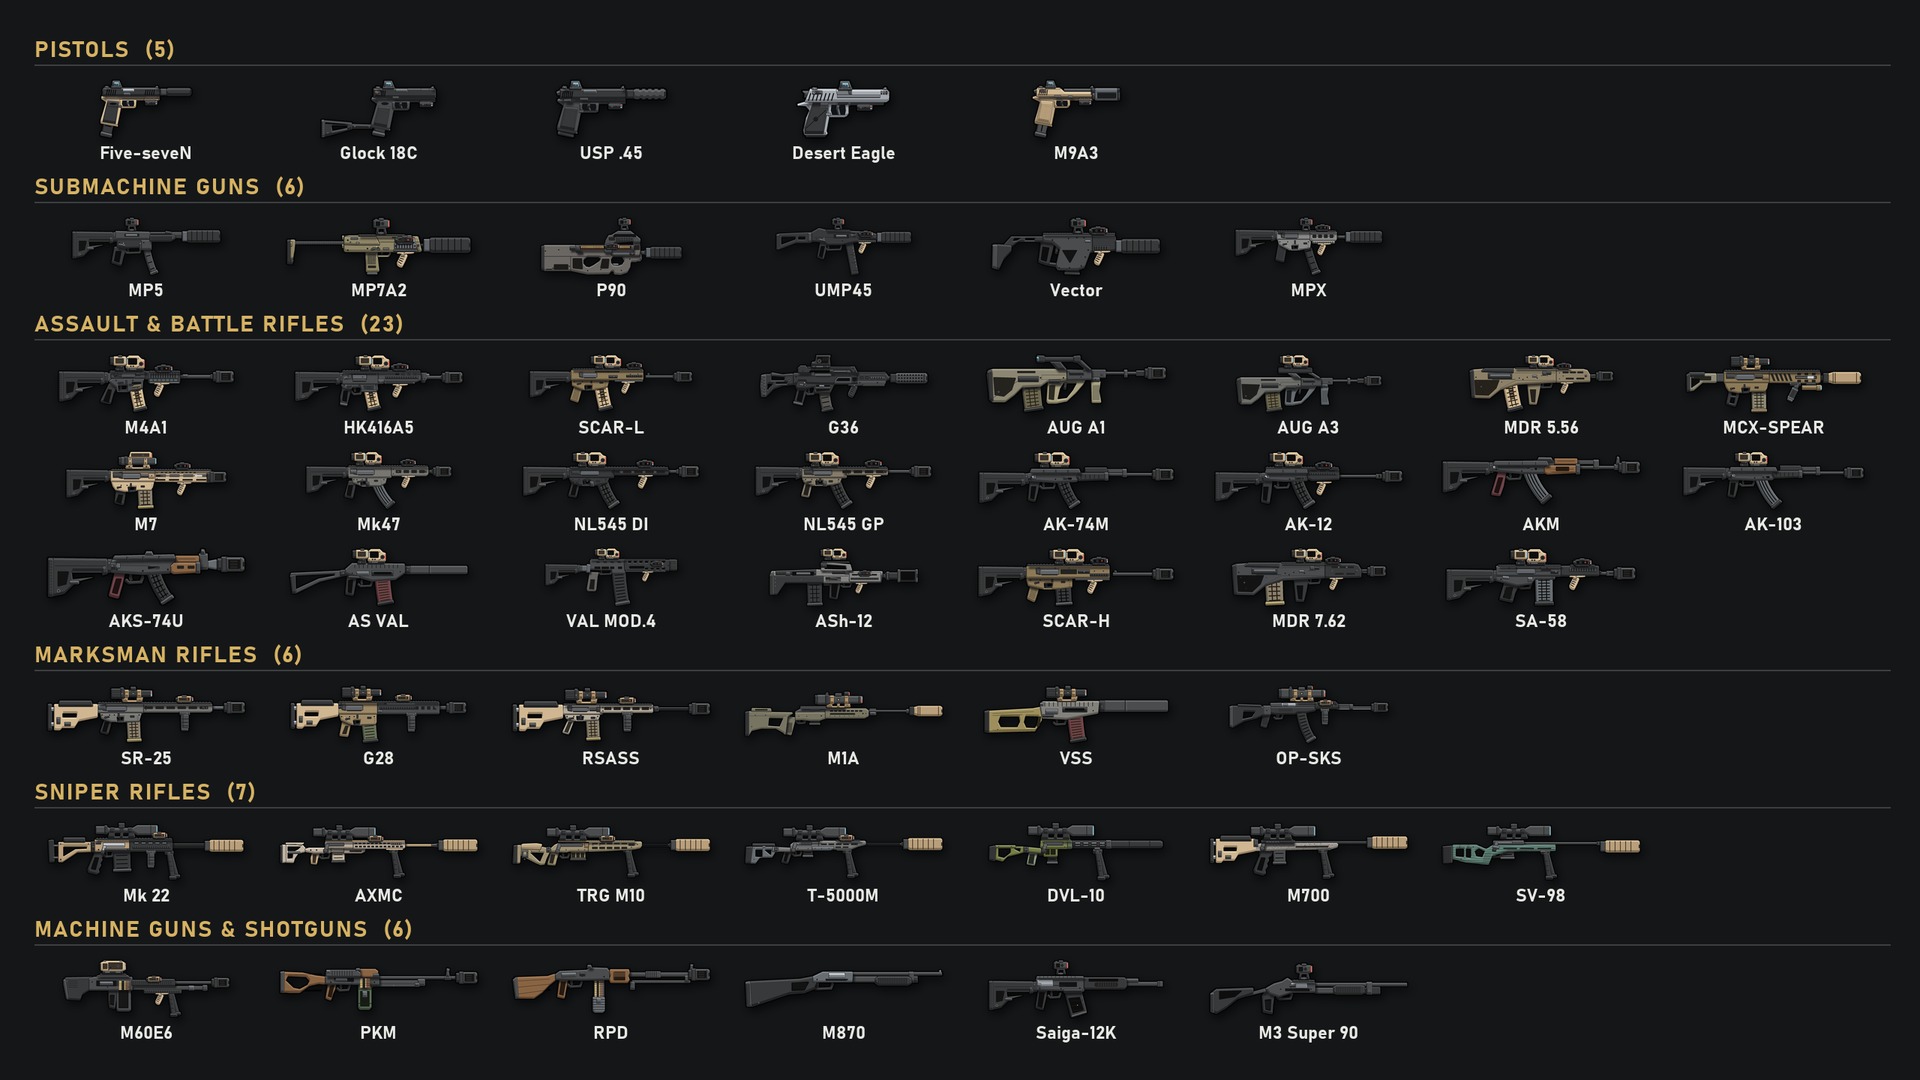 PISTOLS (5)
Five-seveN Glock 18C USP .45 Desert Eagle M9A3
SUBMACHINE GUNS (6)
MP5 MP7A2 P90 UMP45 Vector MPX
ASSAULT & BATTLE RIFLES (23)
M4A1 HK416A5 SCAR-L G36 AUG A1 AUG A3 MDR 5.56 MCX-SPEAR
M7 Mk47 NL545 DI NL545 GP AK-74M AK-12 AKM AK-103
AKS-74U AS VAL VAL MOD.4 ASh-12 SCAR-H MDR 7.62 SA-58
MARKSMAN RIFLES (6)
SR-25 G28 RSASS M1A VSS OP-SKS
SNIPER RIFLES (7)
Mk 22 AXMC TRG M10 T-5000M DVL-10 M700 SV-98
MACHINE GUNS & SHOTGUNS (6)
M60E6 PKM RPD M870 Saiga-12K M3 Super 90